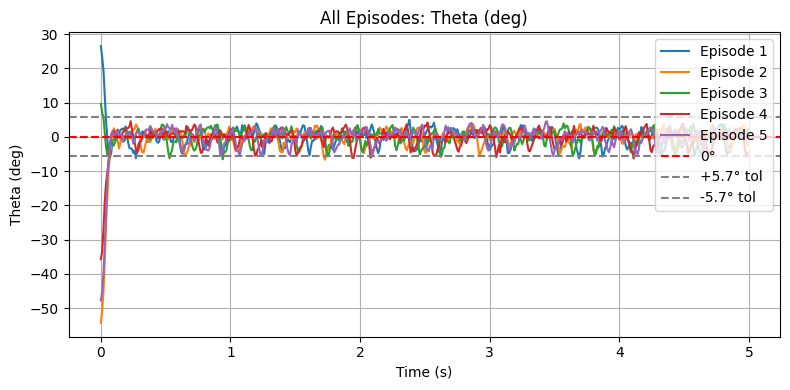 All Episodes: Theta (deg)
Theta (deg)
30
20
10
0
−10
−20
−30
−40
−50
0
1
2
3
4
5
Time (s)
Episode 1
Episode 2
Episode 3
Episode 4
Episode 5
0°
+5.7° tol
-5.7° tol